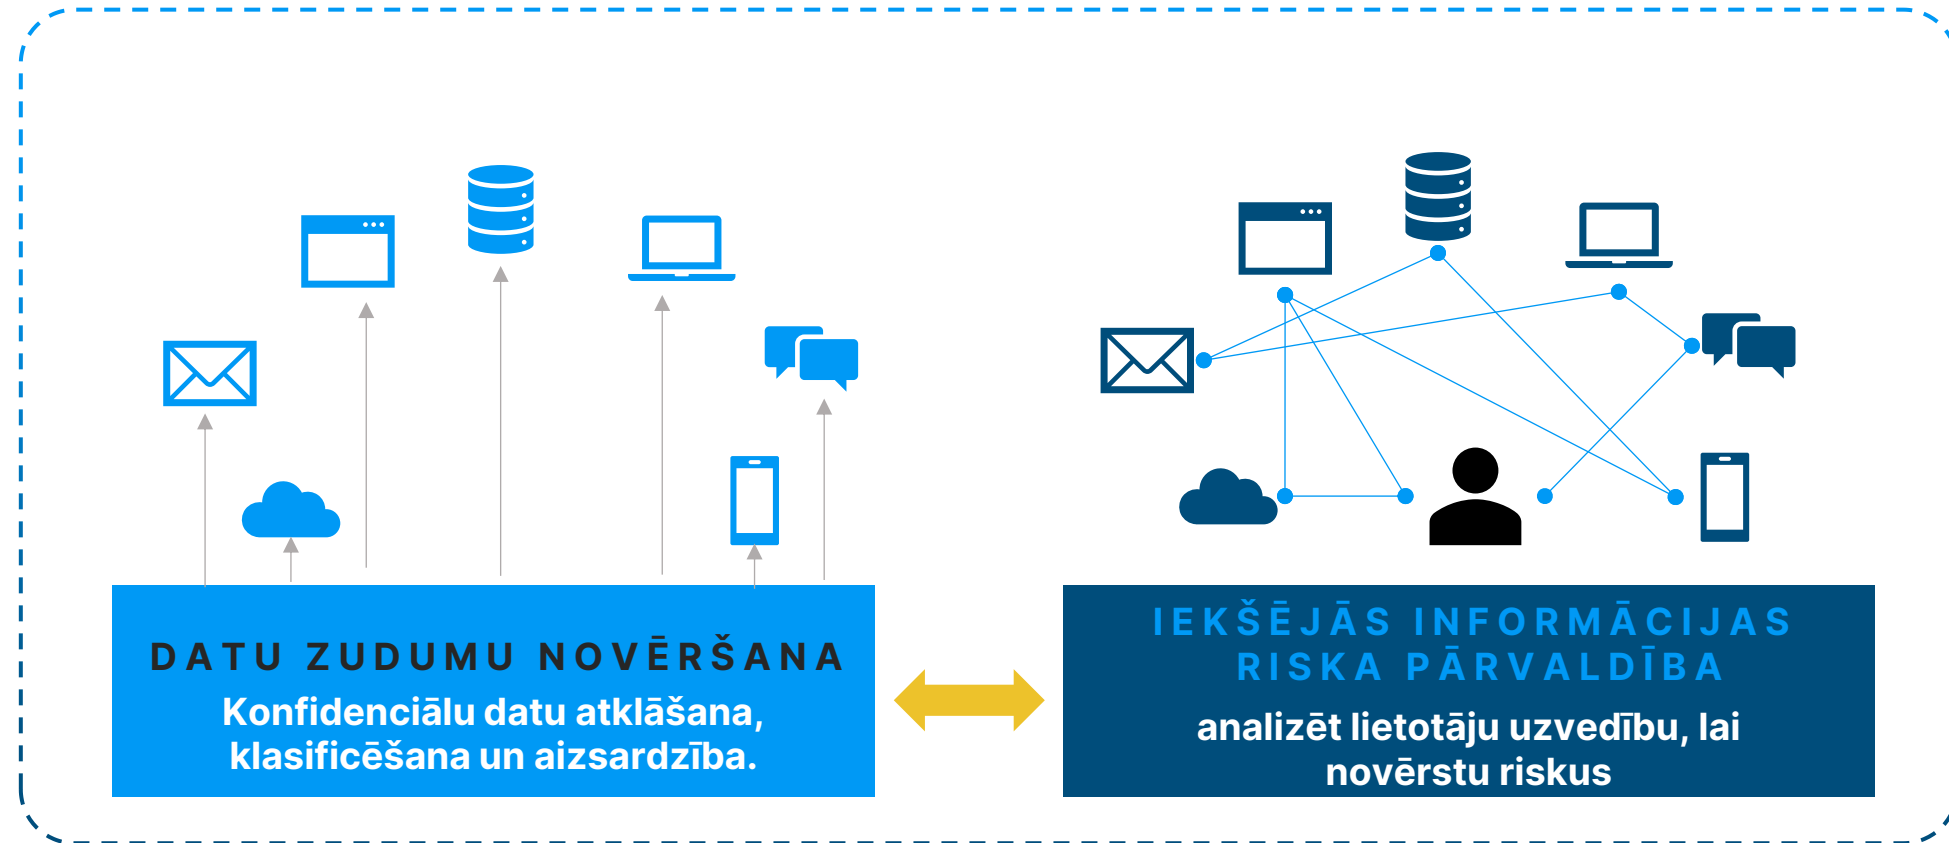 DATU ZUDUMU NOVĒRŠANA
Konfidenciālu datu atklāšana,
klasificēšana un aizsardzība.
IEKŠĒJĀS INFORMĀCIJAS
RISKA PĀRVALDĪBA
analizēt lietotāju uzvedību, lai
novērstu riskus